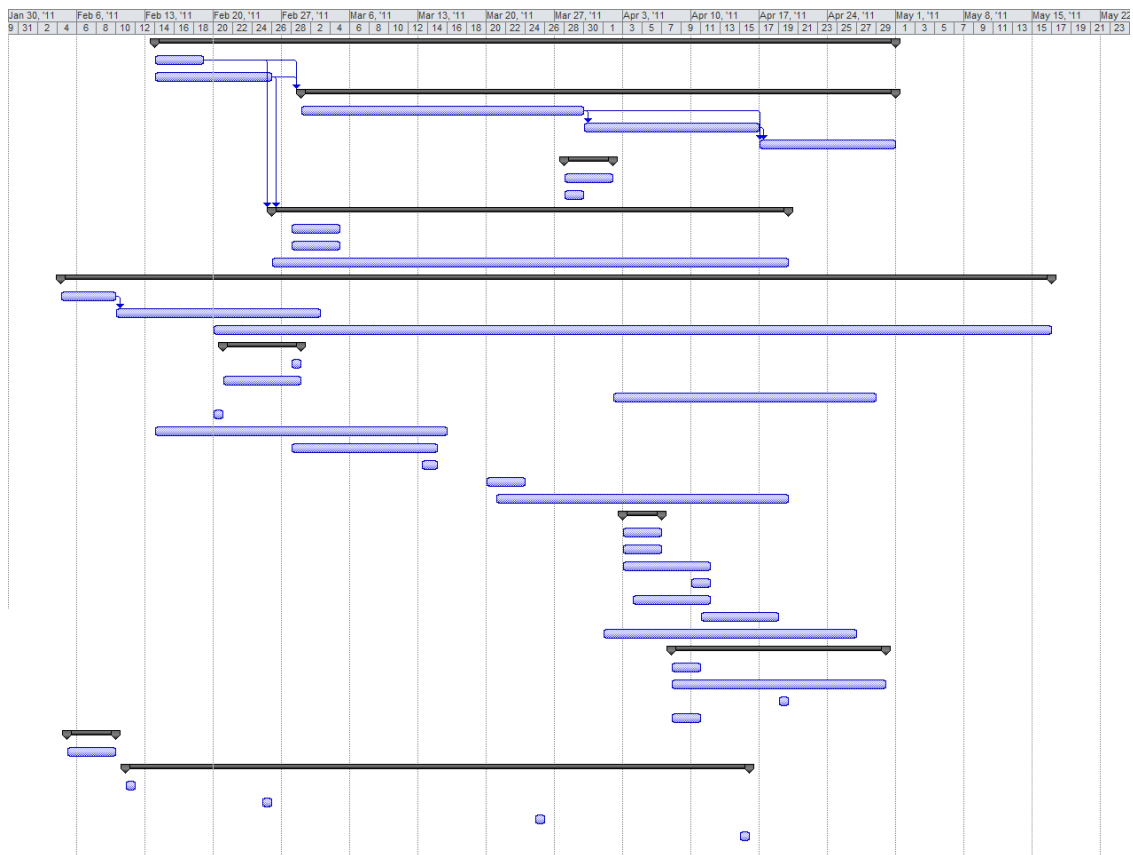 Jan 30, '11 Feb 6, '11 Feb 13, '11 Feb 20, '11 Feb 27, '11 Mar 6, '11 Mar 13, '11 Mar 20, '11 Mar 27, '11 Apr 3, '11 Apr 10, '11 Apr 17, '11 Apr 24, '11 May 1, '11 May 8, '11 May 15, '11 May 22
9 31 2 4 6 8 10 12 14 16 18 20 22 24 26 28 2 4 6 8 10 12 14 16 18 20 22 24 26 28 30 1 3 5 7 9 11 13 15 17 19 21 23 25 27 29 1 3 5 7 9 11 13 15 17 19 21 23